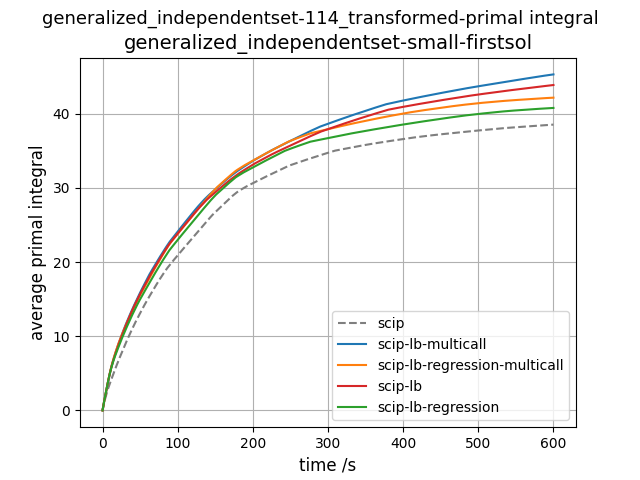 generalized_independentset-114_transformed-primal integral
generalized_independentset-small-firstsol
average primal integral
40
30
20
10
0
0 100 200 300 400 500 600
time /s
scip
scip-lb-multicall
scip-lb-regression-multicall
scip-lb
scip-lb-regression